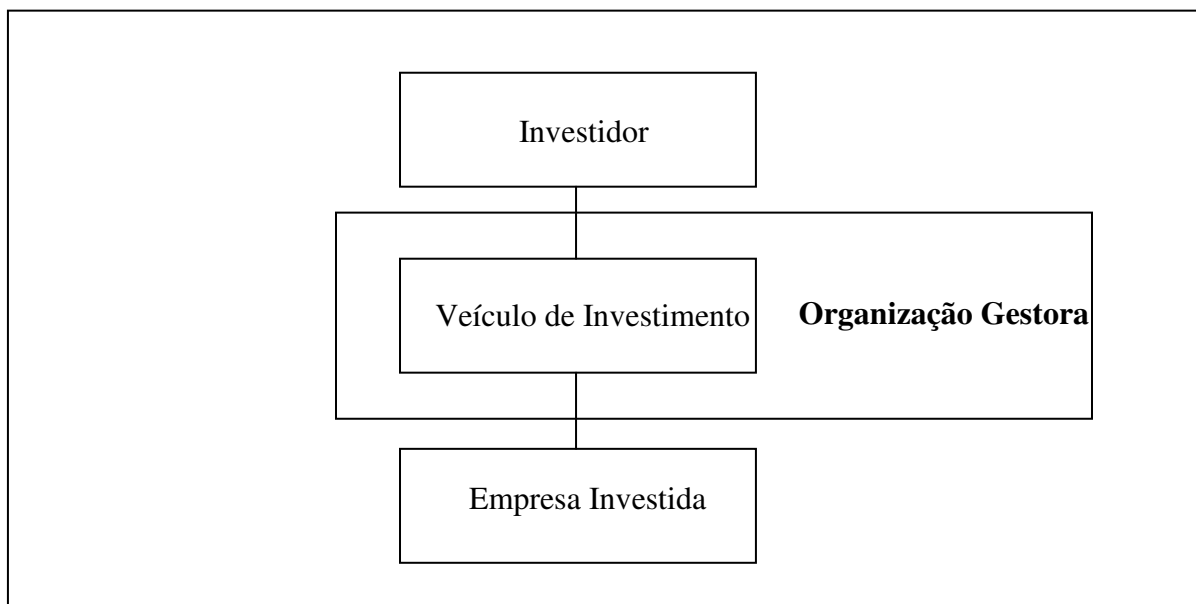 Investidor
Veículo de Investimento
Organização Gestora
Empresa Investida